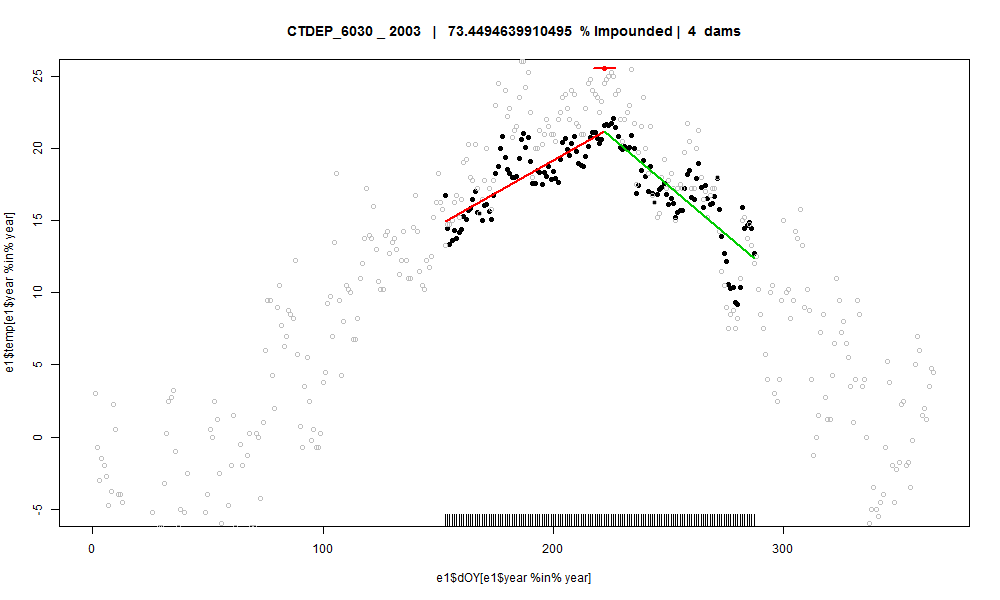 CTDEP_6030 _ 2003 | 73.4494639910495 % Impounded | 4 dams
e1$temp[e1$year %in% year]
25
20
15
10
5
0
-5
0 100 200 300
e1$dOY[e1$year %in% year]